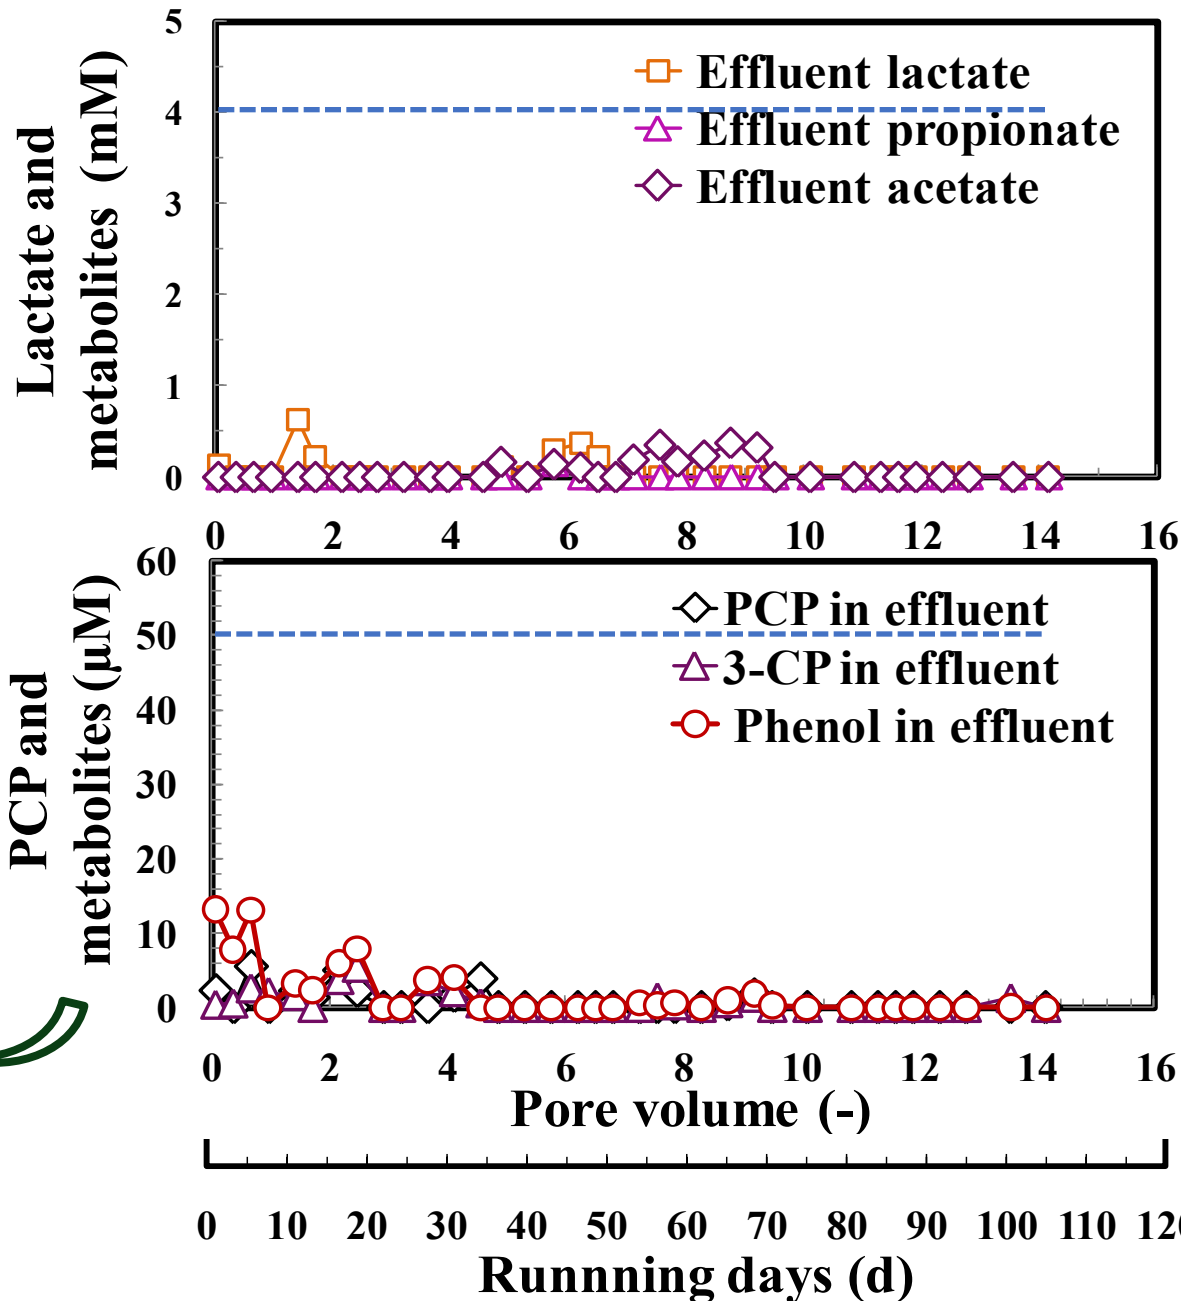 Lactate and
metabolites (mM)
5
4
3
2
1
0
Effluent lactate
Effluent propionate
Effluent acetate
0 2 4 6 8 10 12 14 16
PCP and
metabolites (µM)
60
50
40
30
20
10
0
PCP in effluent
3-CP in effluent
Phenol in effluent
0 2 4 6 8 10 12 14 16
Pore volume (-)
0 10 20 30 40 50 60 70 80 90 100 110 120
Runnning days (d)